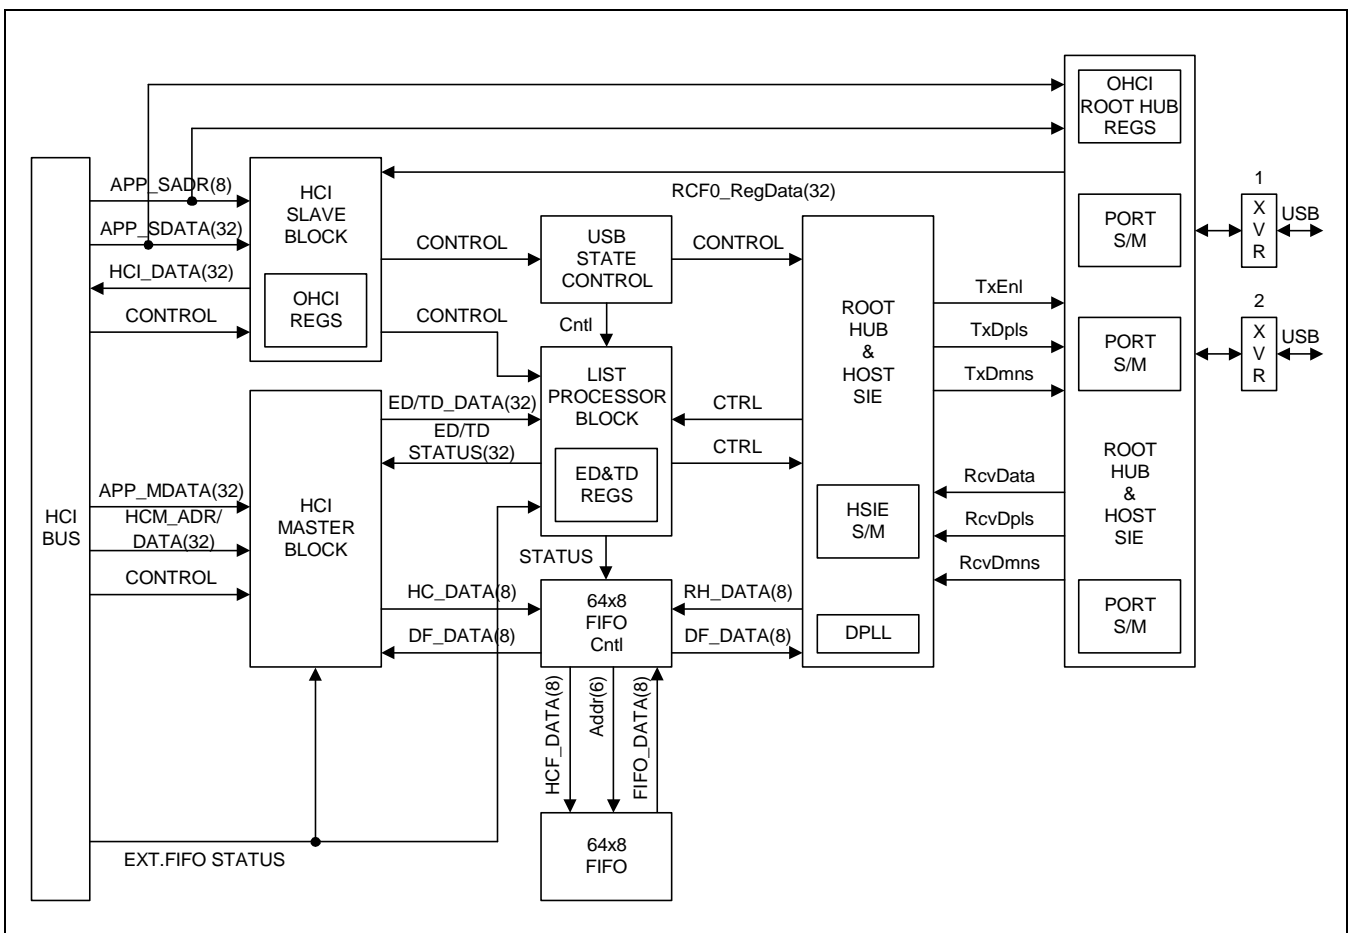 OHCI
ROOT HUB
REGS
APP_SADR(8)
HCI
SLAVE
BLOCK
RCF0_RegData(32)
1
X
V
R
USB
PORT
S/M
APP_SDATA(32)
CONTROL
USB
STATE
CONTROL
CONTROL
HCI_DATA(32)
OHCI
REGS
CONTROL
CONTROL
Cntl
ROOT
HUB
&
HOST
SIE
TxEnl
TxDpls
TxDmns
PORT
S/M
2
X
V
R
USB
LIST
PROCESSOR
BLOCK
ED/TD_DATA(32)
ED/TD
STATUS(32)
CTRL
CTRL
ED&TD
REGS
HCI
BUS
APP_MDATA(32)
HCM_ADR/
DATA(32)
CONTROL
HCI
MASTER
BLOCK
HSIE
S/M
RcvData
RcvDpls
RcvDmns
ROOT
HUB
&
HOST
SIE
STATUS
HC_DATA(8)
64x8
FIFO
Cntl
RH_DATA(8)
DF_DATA(8)
DF_DATA(8)
DPLL
PORT
S/M
HCF_DATA(8)
Addr(6)
FIFO_DATA(8)
EXT.FIFO STATUS
64x8
FIFO